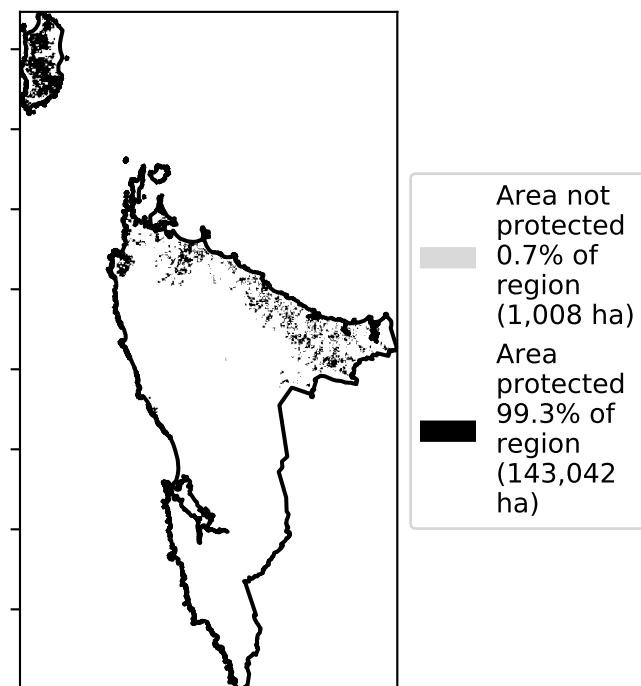 Area not
protected
0.7% of
region
(1,008 ha)
Area
protected
99.3% of
region
(143,042
ha)